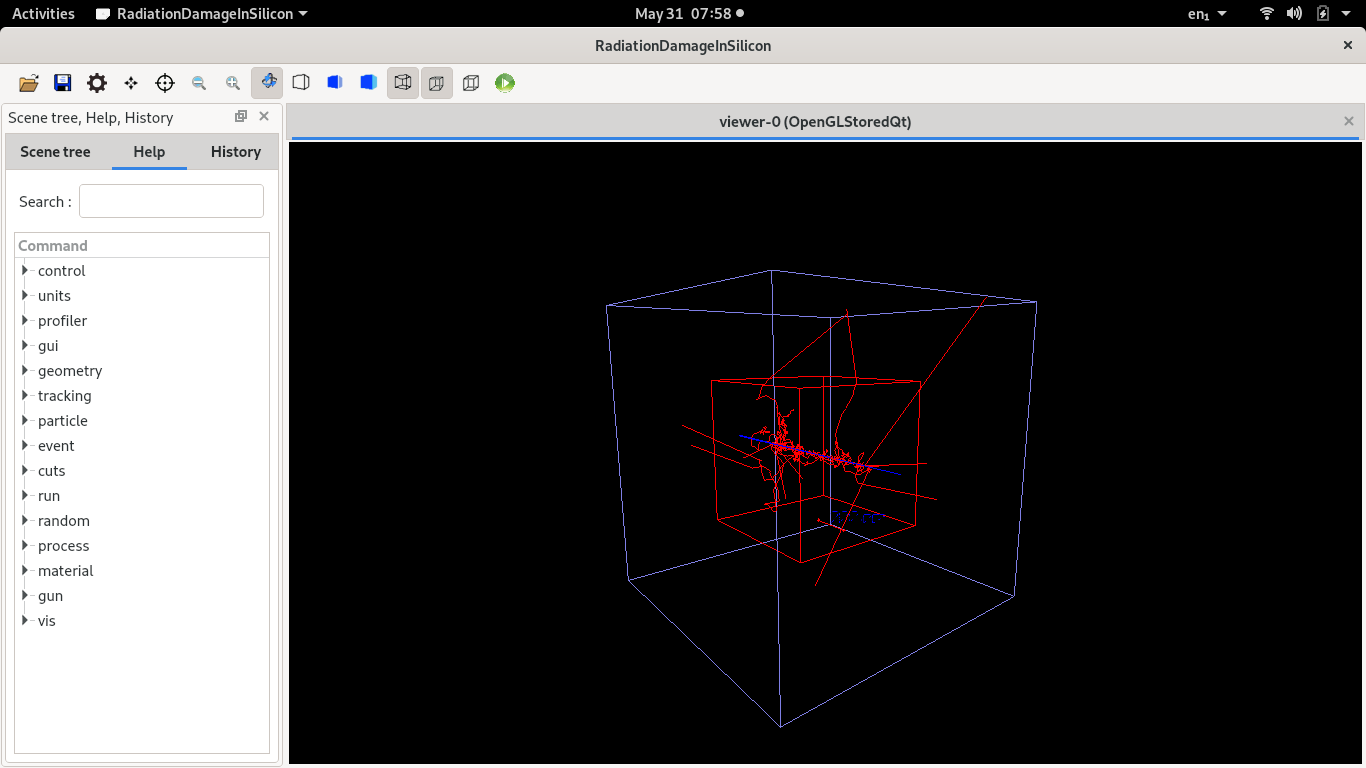 Activities RadiationDamageInSilicon May 31 07:58 en₁
RadiationDamageInSilicon
Scene tree, Help, History
viewer-0 (OpenGLStoredQt)
Scene tree Help History
Search :
Command
control
units
profiler
gui
geometry
tracking
particle
event
cuts
run
random
process
material
gun
vis